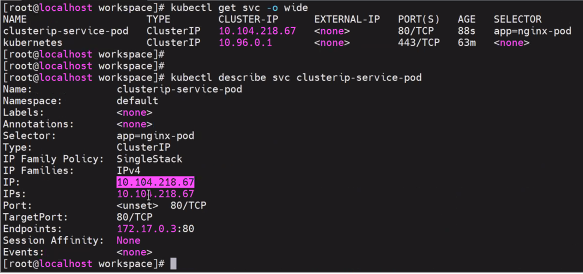 [root@localhost workspace]# kubectl get svc -o wide
NAME TYPE CLUSTER-IP EXTERNAL-IP PORT(S) AGE SELECTOR
clusterip-service-pod ClusterIP 10.104.218.67 <none> 80/TCP 88s app=nginx-pod
kubernetes ClusterIP 10.96.0.1 <none> 443/TCP 63m <none>
[root@localhost workspace]#
[root@localhost workspace]# kubectl describe svc clusterip-service-pod
Name: clusterip-service-pod
Namespace: default
Labels: <none>
Annotations: <none>
Selector: app=nginx-pod
Type: ClusterIP
IP Family Policy: SingleStack
IP Families: IPv4
IP: 10.104.218.67
IPs: 10.104.218.67
Port: <unset> 80/TCP
TargetPort: 80/TCP
Endpoints: 172.17.0.3:80
Session Affinity: None
Events: <none>
[root@localhost workspace]#